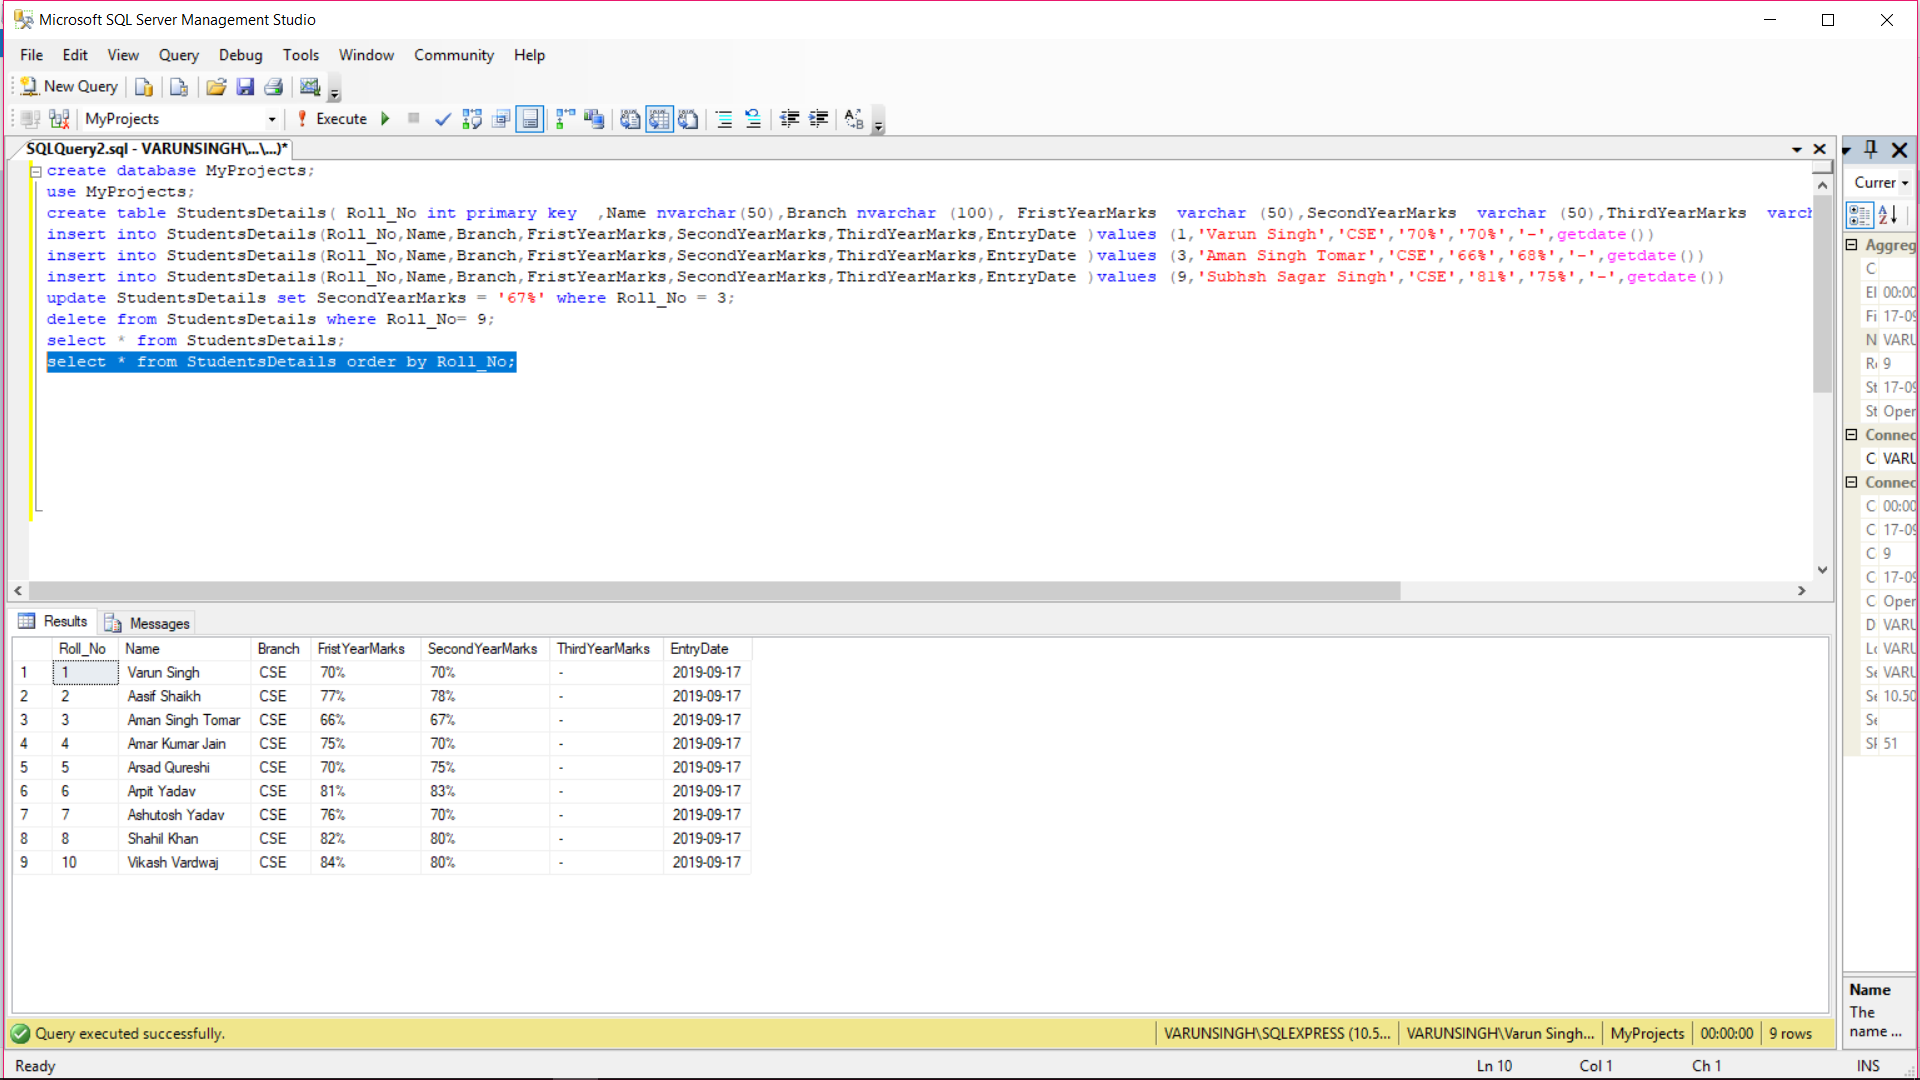 Microsoft SQL Server Management Studio
File Edit View Query Debug Tools Window Community Help
New Query
MyProjects Execute
SQLQuery2.sql - VARUNSINGH\...\...)*
create database MyProjects;
use MyProjects;
create table StudentsDetails( Roll_No int primary key ,Name nvarchar(50),Branch nvarchar (100), FristYearMarks varchar (50),SecondYearMarks varchar (50),ThirdYearMarks varch
insert into StudentsDetails(Roll_No,Name,Branch,FristYearMarks,SecondYearMarks,ThirdYearMarks,EntryDate )values (1,'Varun Singh','CSE','70%','70%','-',getdate())
insert into StudentsDetails(Roll_No,Name,Branch,FristYearMarks,SecondYearMarks,ThirdYearMarks,EntryDate )values (3,'Aman Singh Tomar','CSE','66%','68%','-',getdate())
insert into StudentsDetails(Roll_No,Name,Branch,FristYearMarks,SecondYearMarks,ThirdYearMarks,EntryDate )values (9,'Subhsh Sagar Singh','CSE','81%','75%','-',getdate())
update StudentsDetails set SecondYearMarks = '67%' where Roll_No = 3;
delete from StudentsDetails where Roll_No= 9;
select * from StudentsDetails;
select * from StudentsDetails order by Roll_No;
Results Messages
Roll_No Name Branch FristYearMarks SecondYearMarks ThirdYearMarks EntryDate
1 1 Varun Singh CSE 70% 70% - 2019-09-17
2 2 Aasif Shaikh CSE 77% 78% - 2019-09-17
3 3 Aman Singh Tomar CSE 66% 67% - 2019-09-17
4 4 Amar Kumar Jain CSE 75% 70% - 2019-09-17
5 5 Arsad Qureshi CSE 70% 75% - 2019-09-17
6 6 Arpit Yadav CSE 81% 83% - 2019-09-17
7 7 Ashutosh Yadav CSE 76% 70% - 2019-09-17
8 8 Shahil Khan CSE 82% 80% - 2019-09-17
9 10 Vikash Vardwaj CSE 84% 80% - 2019-09-17
Query executed successfully. VARUNSINGH\SQLEXPRESS (10.5... VARUNSINGH\Varun Singh... MyProjects 00:00:00 9 rows
Ready Ln 10 Col 1 Ch 1 INS
Currer
Aggreg
C
El 00:00
Fi 17-09
N VARU
9
St 17-09
St Oper
Connec
C VARU
Connec
C 00:00
C 17-09
C 9
C 17-09
C Oper
D VARU
Lo VARU
Se VARU
Se 10.50
Se
SF 51
Name
The
name ...